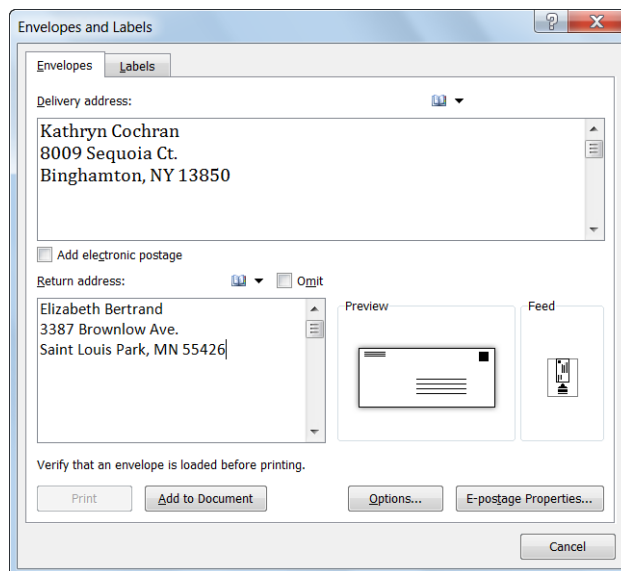 Envelopes and Labels
Envelopes Labels
Delivery address:
Kathryn Cochran
8009 Sequoia Ct.
Binghamton, NY 13850
Add electronic postage
Return address: Omit
Elizabeth Bertrand
3387 Brownlow Ave.
Saint Louis Park, MN 55426
Preview
Feed
Verify that an envelope is loaded before printing.
Print Add to Document Options... E-postage Properties...
Cancel